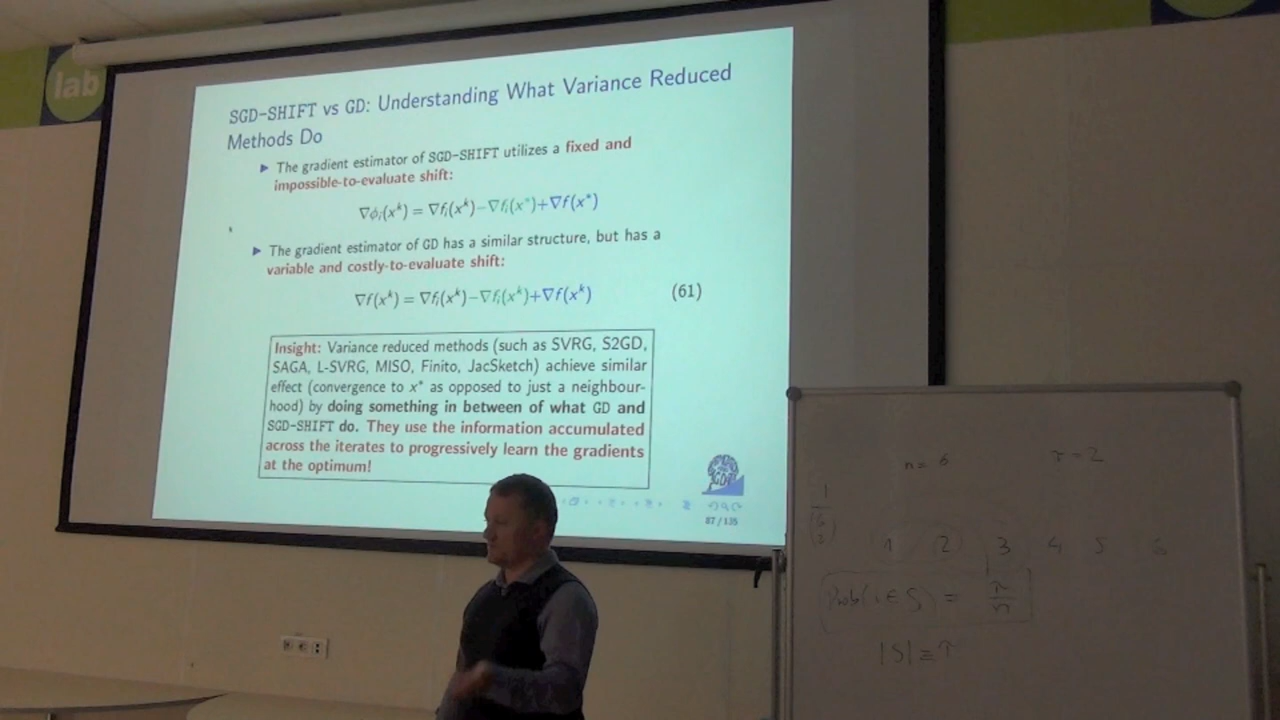 lab
SGD-SHIFT vs GD: Understanding What Variance Reduced
Methods Do
▶ The gradient estimator of SGD-SHIFT utilizes a fixed and
impossible-to-evaluate shift:
∇ϕᵢ(xᵏ) = ∇fᵢ(xᵏ)−∇fᵢ(x*)+∇f(x*)
▶ The gradient estimator of GD has a similar structure, but has a
variable and costly-to-evaluate shift:
∇f(xᵏ) = ∇fᵢ(xᵏ)−∇fᵢ(xᵏ)+∇f(xᵏ) (61)
Insight: Variance reduced methods (such as SVRG, S2GD,
SAGA, L-SVRG, MISO, Finito, JacSketch) achieve similar
effect (convergence to x* as opposed to just a neighbour-
hood) by doing something in between of what GD and
SGD-SHIFT do. They use the information accumulated
across the iterates to progressively learn the gradients
at the optimum!
SGD
87 / 135
n = 6 τ = 2
1 2 3 4 5 6
Prob(i ∈ S) = τ/n
|S| ≡ τ